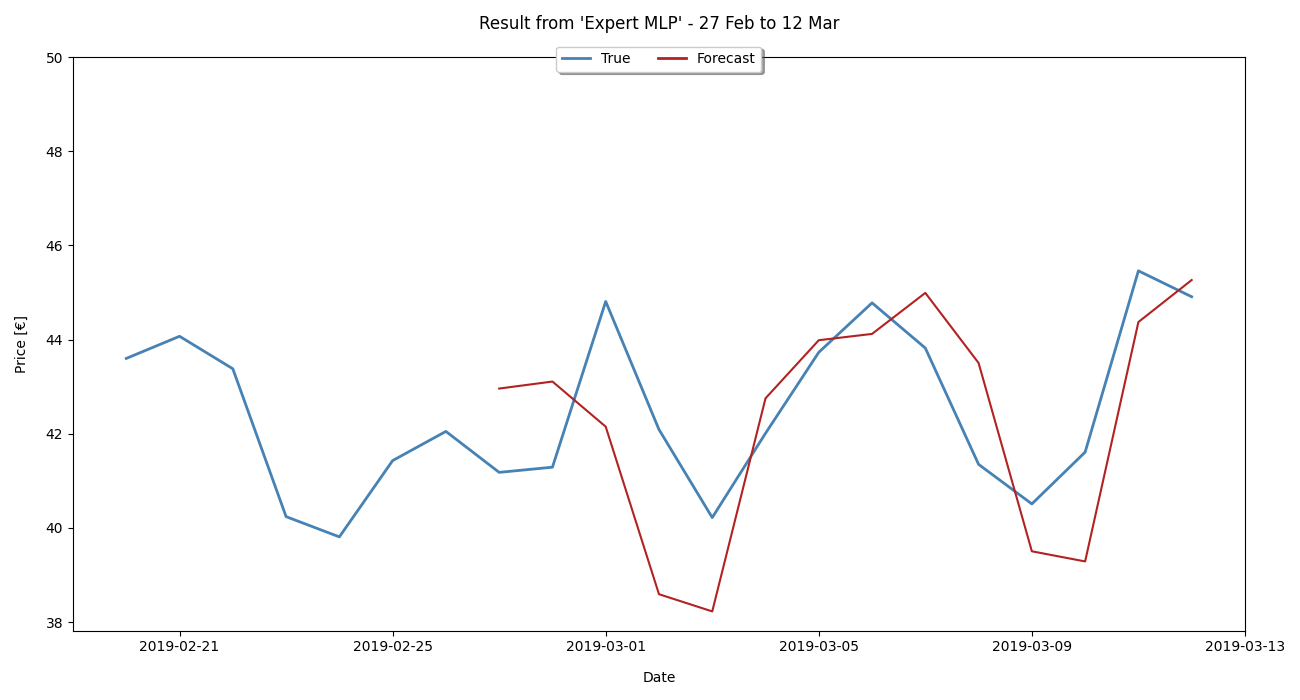 Result from 'Expert MLP' - 27 Feb to 12 Mar
True Forecast
50
48
46
44
42
40
38
Price [€]
2019-02-21 2019-02-25 2019-03-01 2019-03-05 2019-03-09 2019-03-13
Date